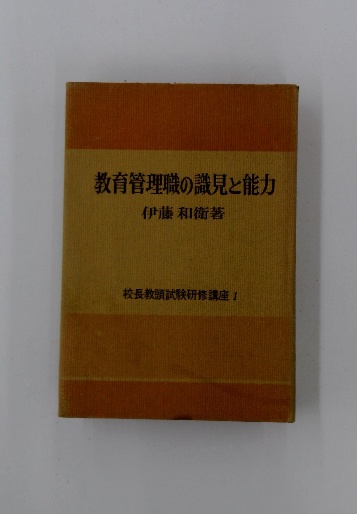 教育管理職の識見と能力
伊藤和衛著
校長教頭試験研修講座 1